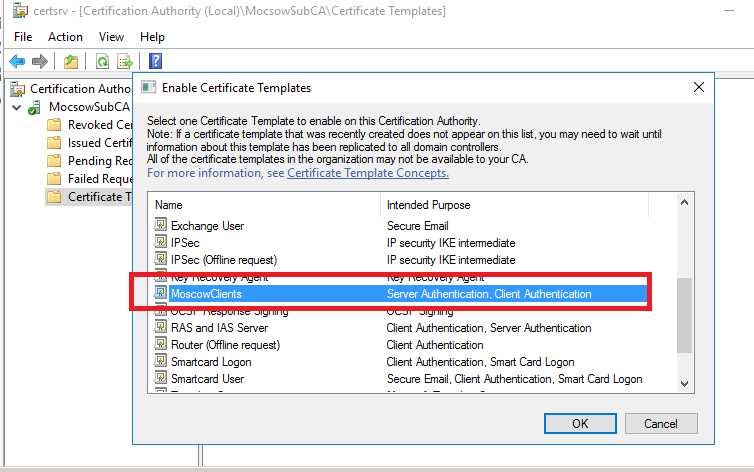 certsrv - [Certification Authority (Local)\MocsowSubCA\Certificate Templates]
File Action View Help
Certification Autho
MocsowSubCA
Revoked Cer
Issued Certif
Pending Req
Failed Reque
Certificate T
Enable Certificate Templates
Select one Certificate Template to enable on this Certification Authority.
Note: If a certificate template that was recently created does not appear on this list, you may need to wait until
information about this template has been replicated to all domain controllers.
All of the certificate templates in the organization may not be available to your CA.
For more information, see Certificate Template Concepts.
Name Intended Purpose
Exchange User Secure Email
IPSec IP security IKE intermediate
IPSec (Offline request) IP security IKE intermediate
Key Recovery Agent Key Recovery Agent
MoscowClients Server Authentication, Client Authentication
OCSP Response Signing OCSP Signing
RAS and IAS Server Client Authentication, Server Authentication
Router (Offline request) Client Authentication
Smartcard Logon Client Authentication, Smart Card Logon
Smartcard User Secure Email, Client Authentication, Smart Card Logon
OK Cancel